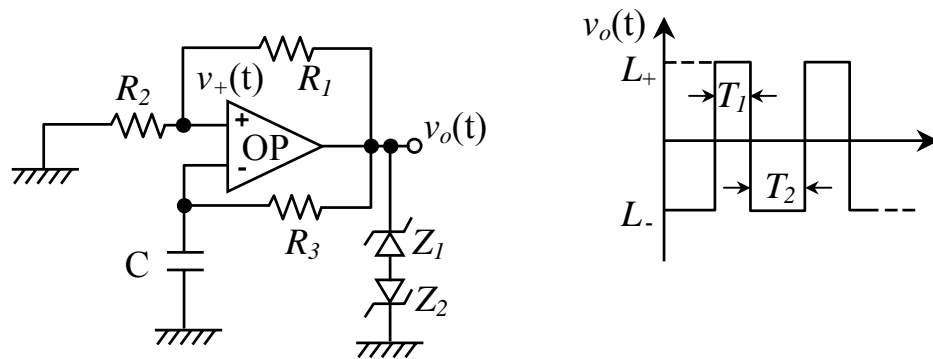 R₁
v₊(t)
R₂
+
OP
-
vₒ(t)
R₃
C
Z₁
Z₂
vₒ(t)
L₊
T₁
T₂
L₋